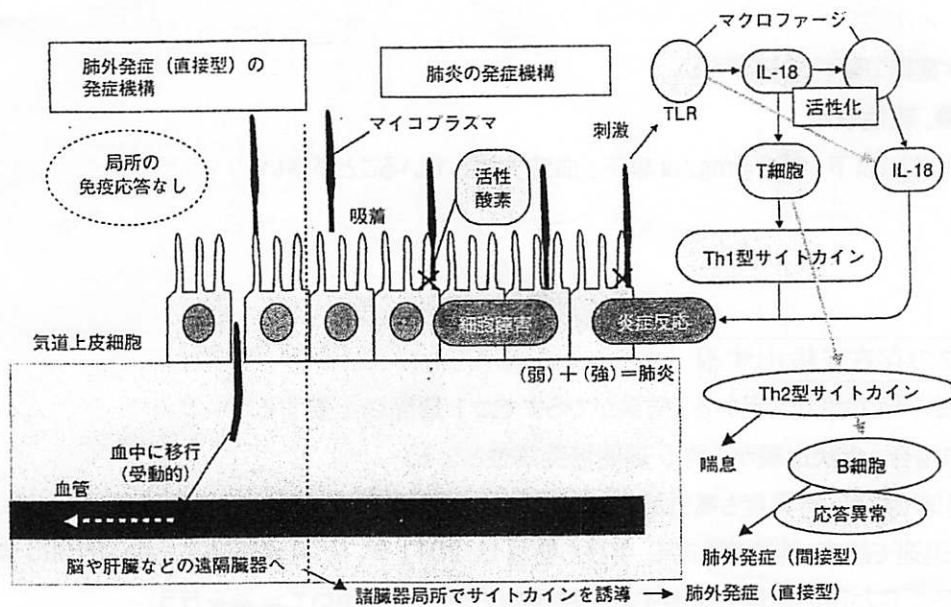 肺外発症(直接型)の
発症機構
局所の
免疫応答なし
肺炎の発症機構
マイコプラズマ
吸着
活性
酸素
刺激
マクロファージ
TLR
IL-18
活性化
T細胞
IL-18
Th1型サイトカイン
細胞障害
炎症反応
気道上皮細胞
(弱)+(強)=肺炎
Th2型サイトカイン
喘息
B細胞
応答異常
肺外発症(間接型)
血中に移行
(受動的)
血管
脳や肝臓などの遠隔臓器へ
諸臓器局所でサイトカインを誘導
肺外発症(直接型)